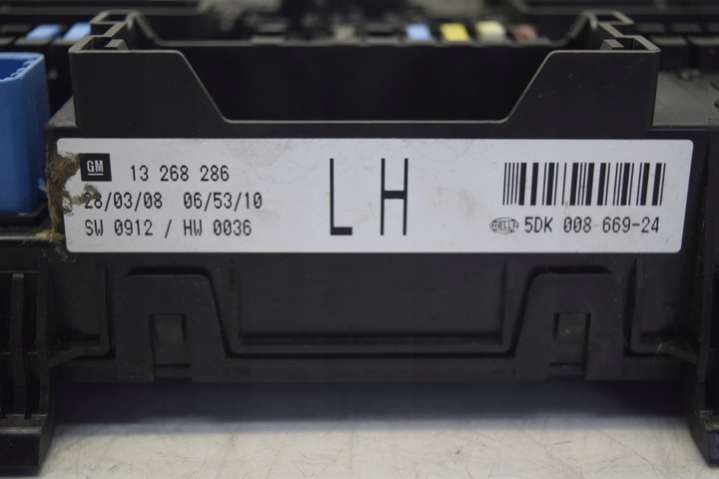 GM 13 268 286
28/03/08 06/53/10
SW 0912 / HW 0036
LH
HELLA 5DK 008 669-24